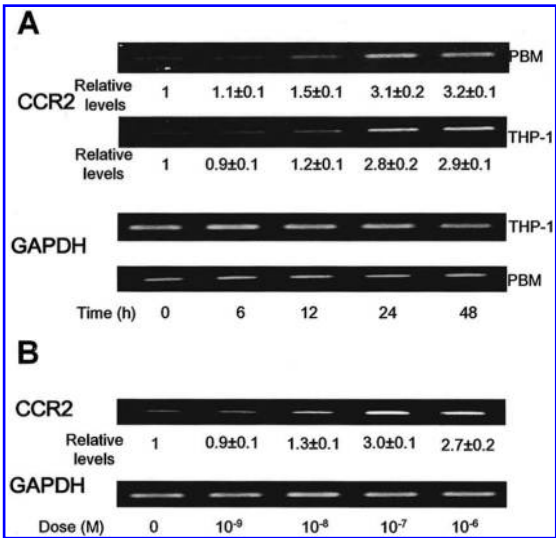 A
PBM
CCR2
Relative levels 1 1.1±0.1 1.5±0.1 3.1±0.2 3.2±0.1
THP-1
Relative levels 1 0.9±0.1 1.2±0.1 2.8±0.2 2.9±0.1
GAPDH
THP-1
PBM
Time (h) 0 6 12 24 48
B
CCR2
Relative levels 1 0.9±0.1 1.3±0.1 3.0±0.1 2.7±0.2
GAPDH
Dose (M) 0 10⁻⁹ 10⁻⁸ 10⁻⁷ 10⁻⁶